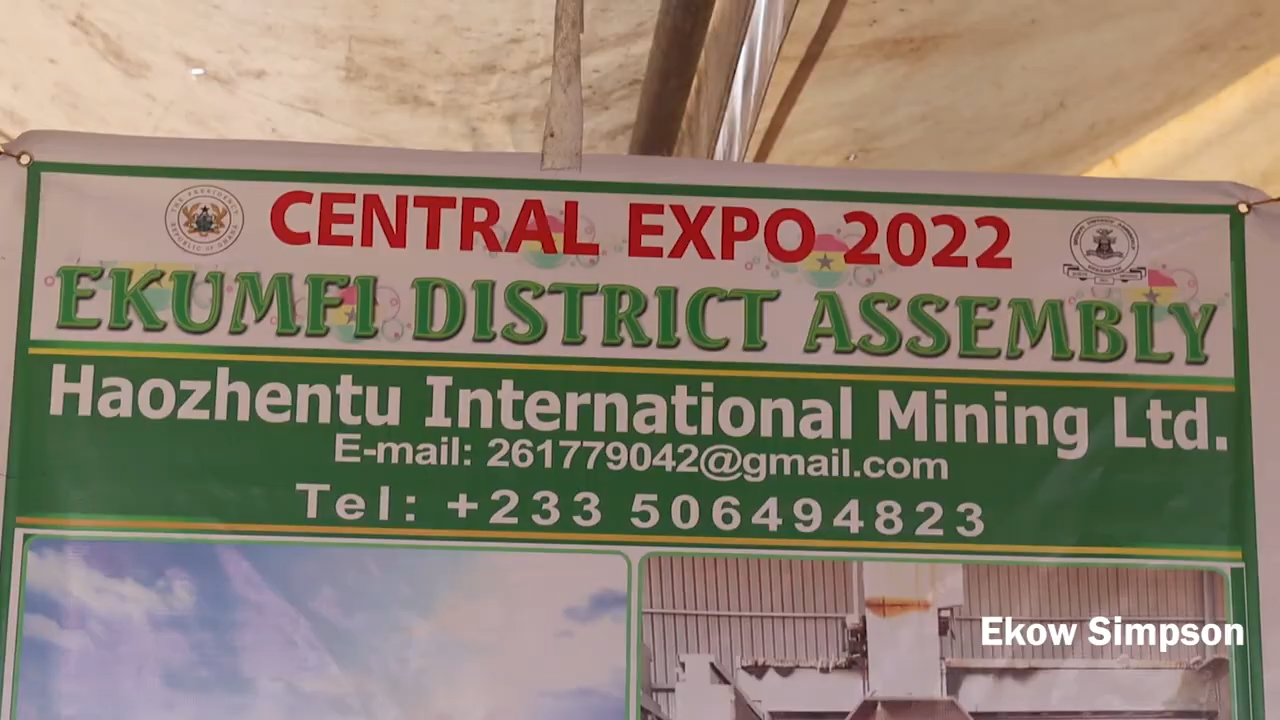 CENTRAL EXPO 2022
EKUMFI DISTRICT ASSEMBLY
Haozhentu International Mining Ltd.
E-mail: 261779042@gmail.com
Tel: +233 506494823
Ekow Simpson